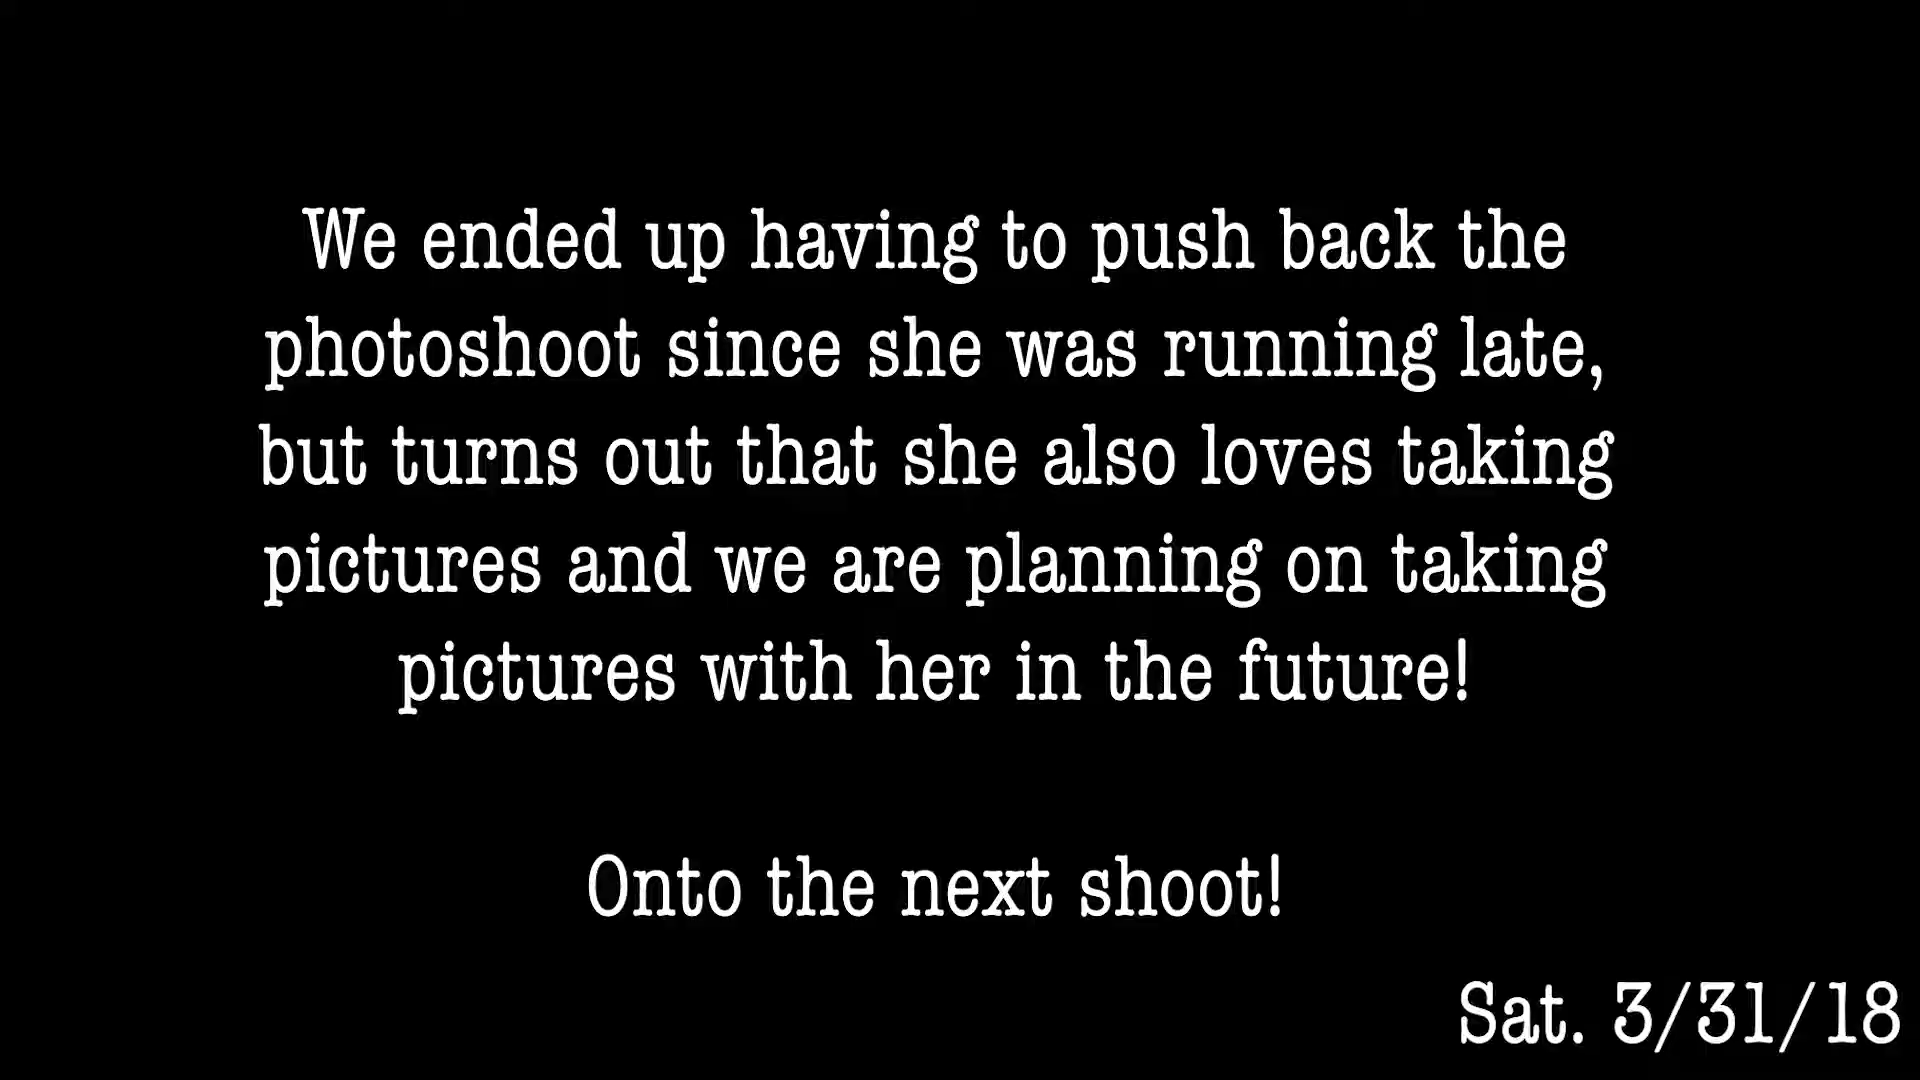 We ended up having to push back the
photoshoot since she was running late,
but turns out that she also loves taking
pictures and we are planning on taking
pictures with her in the future!
Onto the next shoot!
Sat. 3/31/18